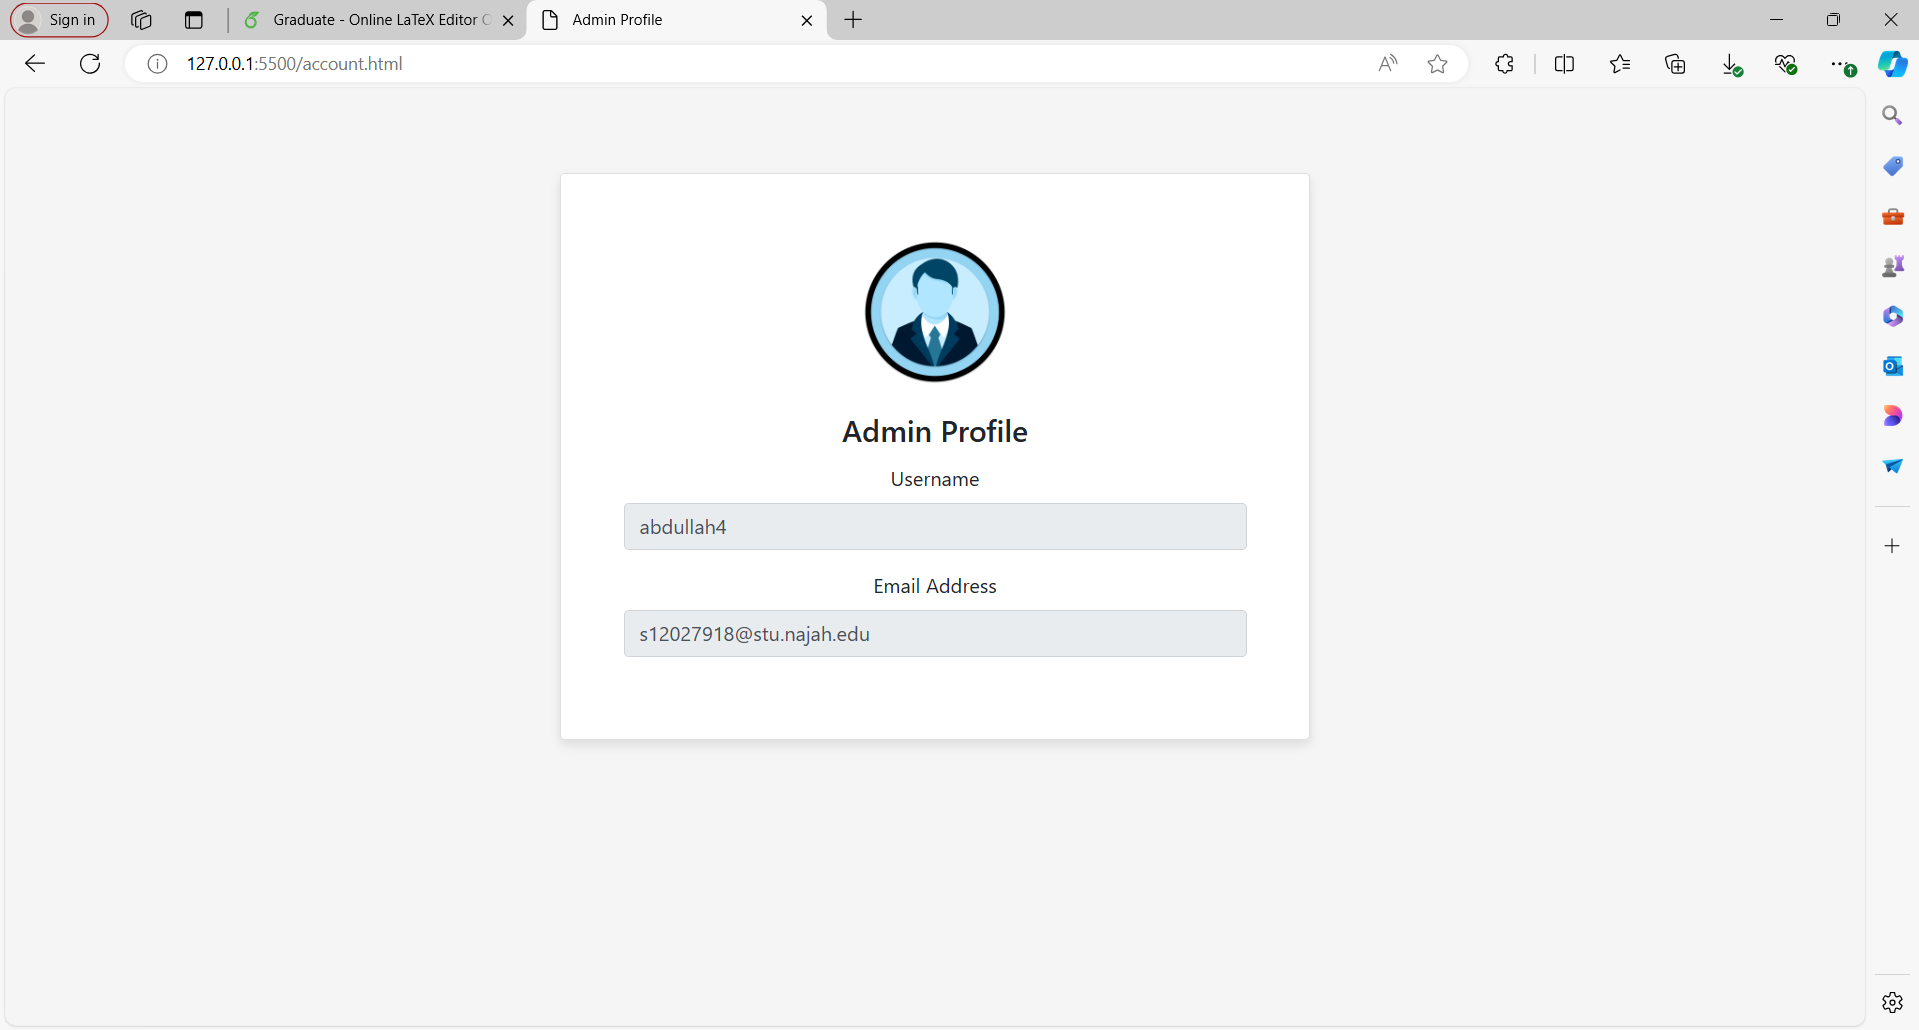 Sign in
Graduate - Online LaTeX Editor
Admin Profile
127.0.0.1:5500/account.html
Admin Profile
Username
abdullah4
Email Address
s12027918@stu.najah.edu